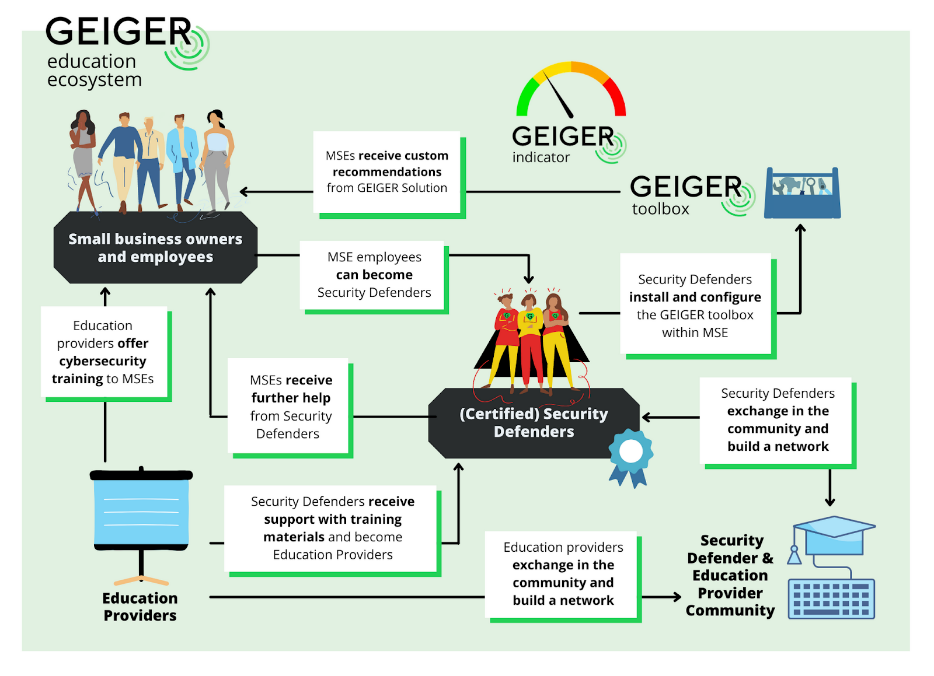 GEIGER
education
ecosystem
GEIGER
indicator
MSEs receive custom
recommendations
from GEIGER Solution
GEIGER
toolbox
Small business owners
and employees
MSE employees
can become
Security Defenders
Security Defenders
install and configure
the GEIGER toolbox
within MSE
Education
providers offer
cybersecurity
training to MSEs
MSEs receive
further help
from Security
Defenders
(Certified) Security
Defenders
Security Defenders
exchange in the
community and
build a network
Security Defenders receive
support with training
materials and become
Education Providers
Education providers
exchange in the
community and
build a network
Security
Defender &
Education
Provider
Community
Education
Providers